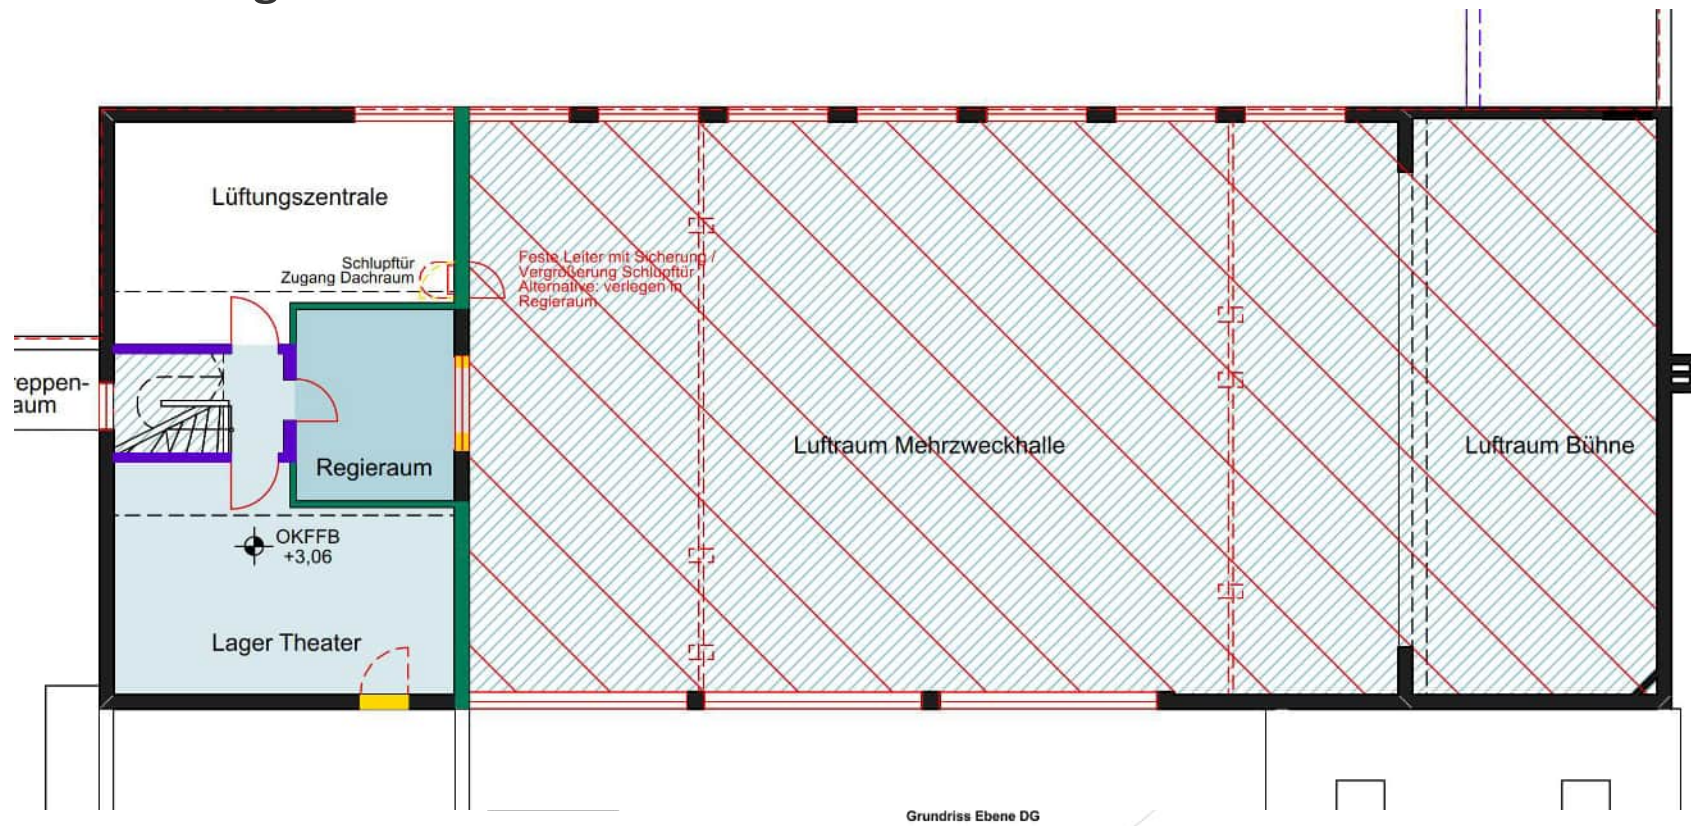 Lüftungszentrale
Schlupftür
Zugang Dachraum
Feste Leiter mit Sicherung /
Vergrößerung Schlupftür
Alternative: verlegen in
Regieraum
reppen-
aum
Regieraum
Luftraum Mehrzweckhalle
Luftraum Bühne
OKFFB
+3,06
Lager Theater
Grundriss Ebene DG